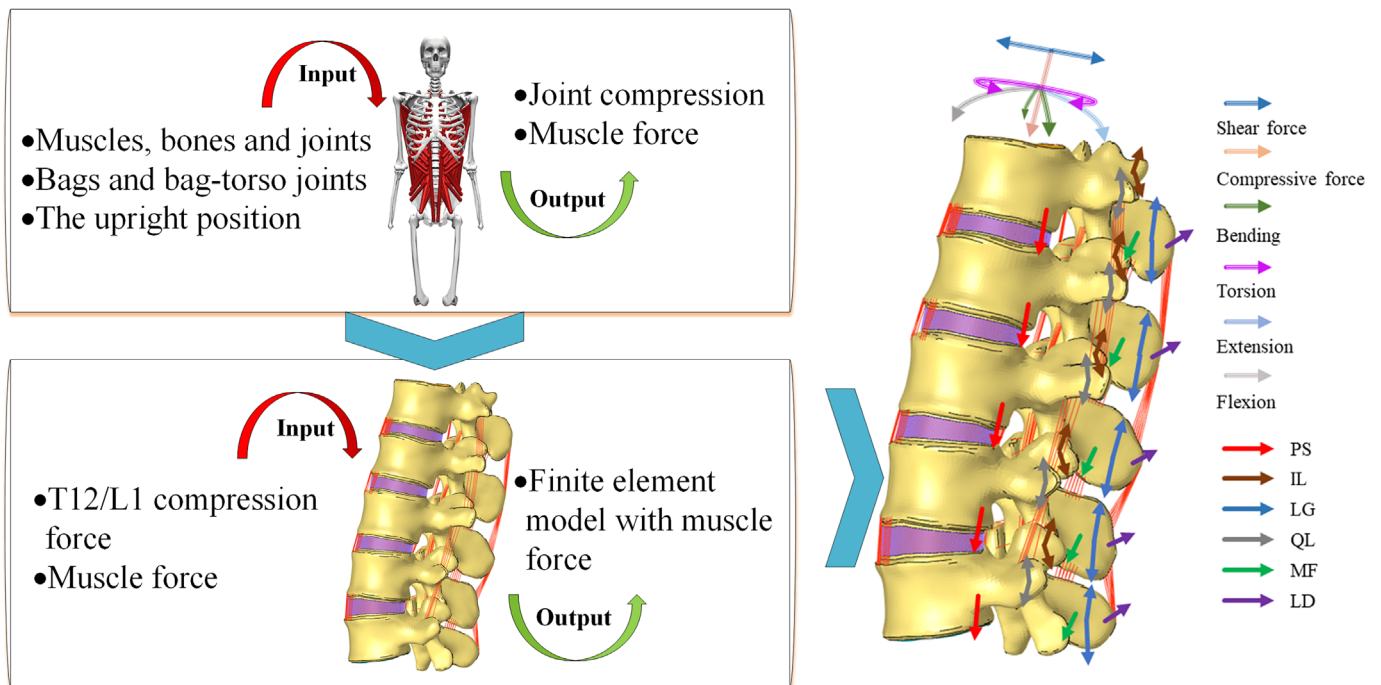 Input
•Muscles, bones and joints
•Bags and bag-torso joints
•The upright position
•Joint compression
•Muscle force
Output
Input
•T12/L1 compression
force
•Muscle force
•Finite element
model with muscle
force
Output
Shear force
Compressive force
Bending
Torsion
Extension
Flexion
PS
IL
LG
QL
MF
LD